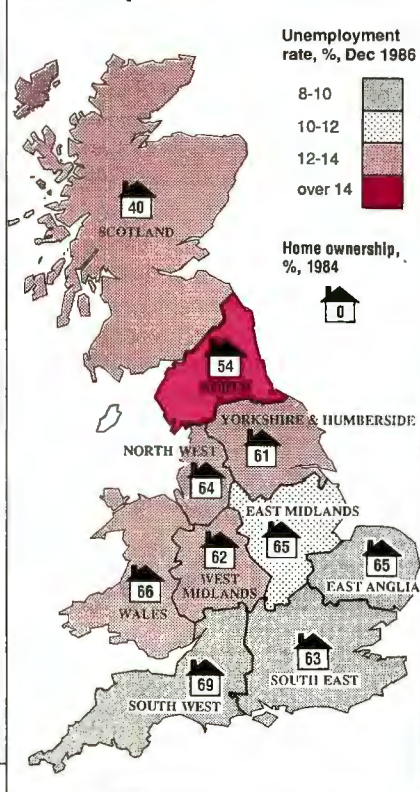 Unemployment
rate, %, Dec 1986
8-10
10-12
12-14
over 14
Home ownership,
%, 1984
0
40
SCOTLAND
54
NORTH
YORKSHIRE & HUMBERSIDE
61
NORTH WEST
64
EAST MIDLANDS
65
62
WEST
MIDLANDS
65
EAST ANGLIA
66
WALES
63
SOUTH EAST
69
SOUTH WEST